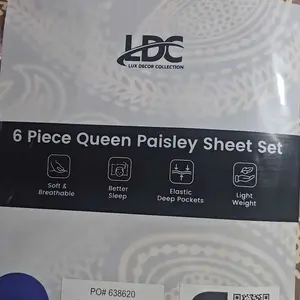 LDC
LUX DECOR COLLECTION
6 Piece Queen Paisley Sheet Set
Soft &
Breathable
Better
Sleep
Elastic
Deep Pockets
Light
Weight
PO# 638620